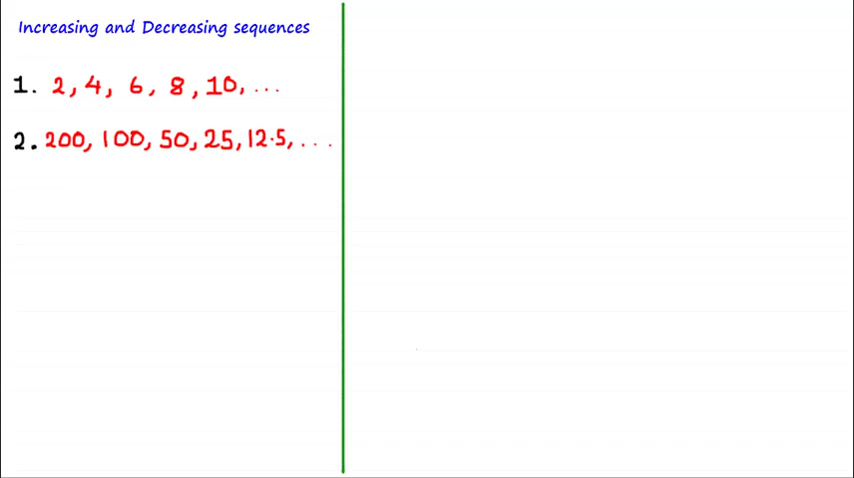 Increasing and Decreasing sequences
1. 2, 4, 6, 8, 10, ...
2. 200, 100, 50, 25, 12·5, ...